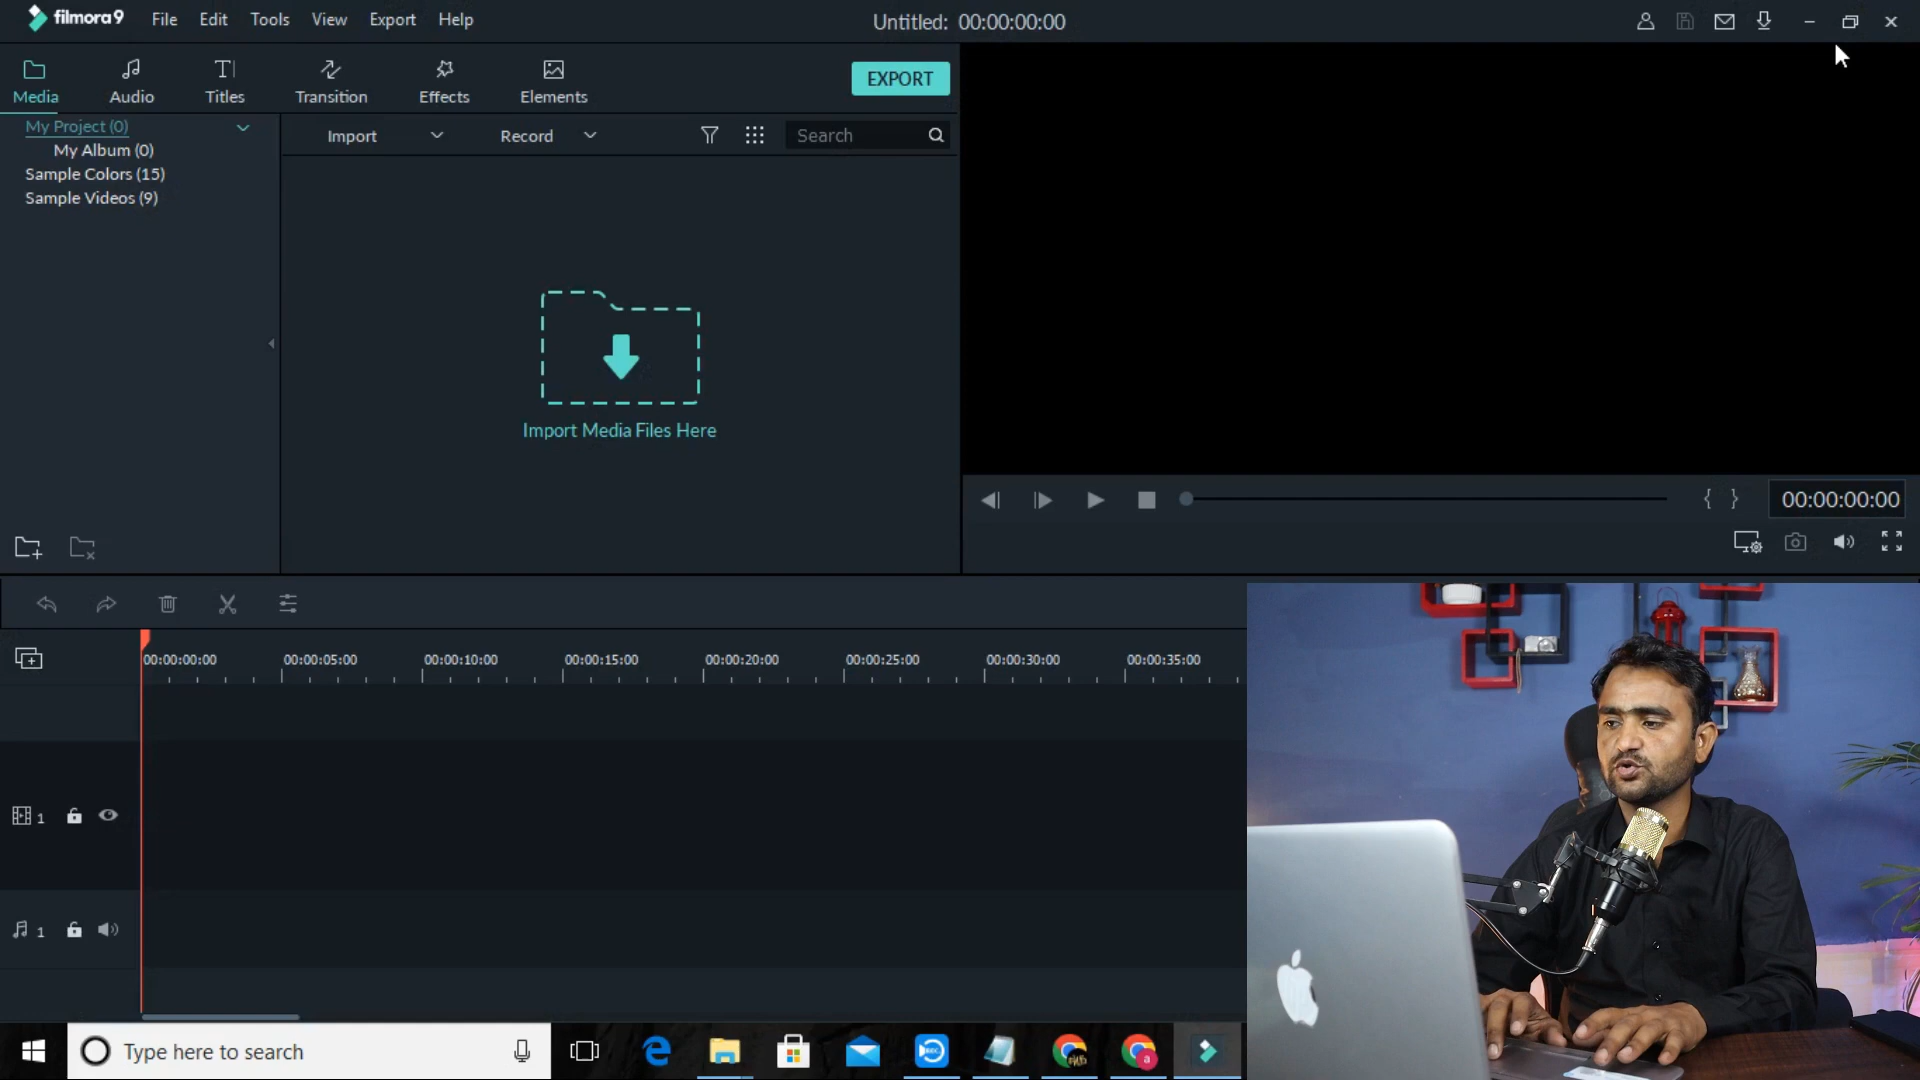 filmora9 File Edit Tools View Export Help
Untitled: 00:00:00:00
Media Audio Titles Transition Effects Elements
EXPORT
My Project (0)
My Album (0)
Sample Colors (15)
Sample Videos (9)
Import Record Search
Import Media Files Here
{ } 00:00:00:00
00:00:00:00 00:00:05:00 00:00:10:00 00:00:15:00 00:00:20:00 00:00:25:00 00:00:30:00 00:00:35:00
1
1
Type here to search
REC
a